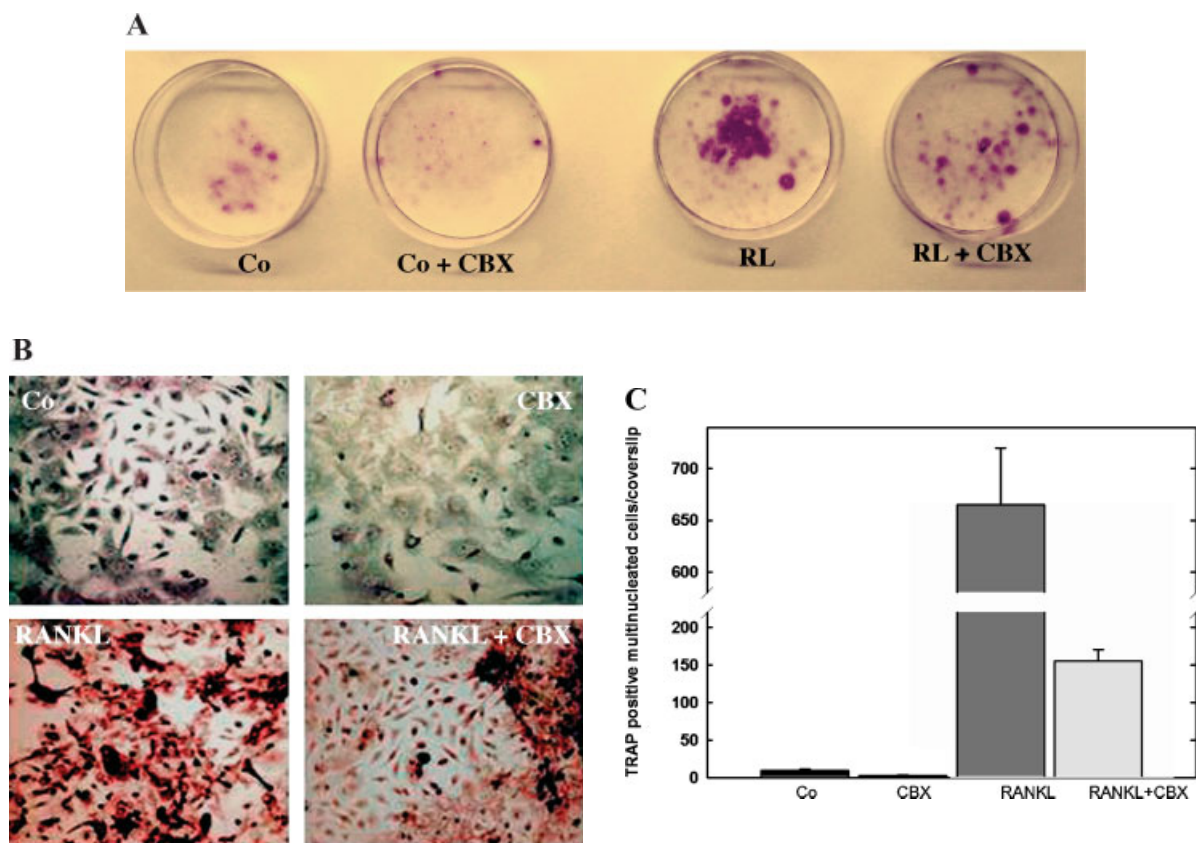 A
Co
Co + CBX
RL
RL + CBX
B
Co
CBX
RANKL
RANKL + CBX
C
TRAP positive multinucleated cells/coverslip
700
650
600
200
150
100
50
0
Co
CBX
RANKL
RANKL+CBX